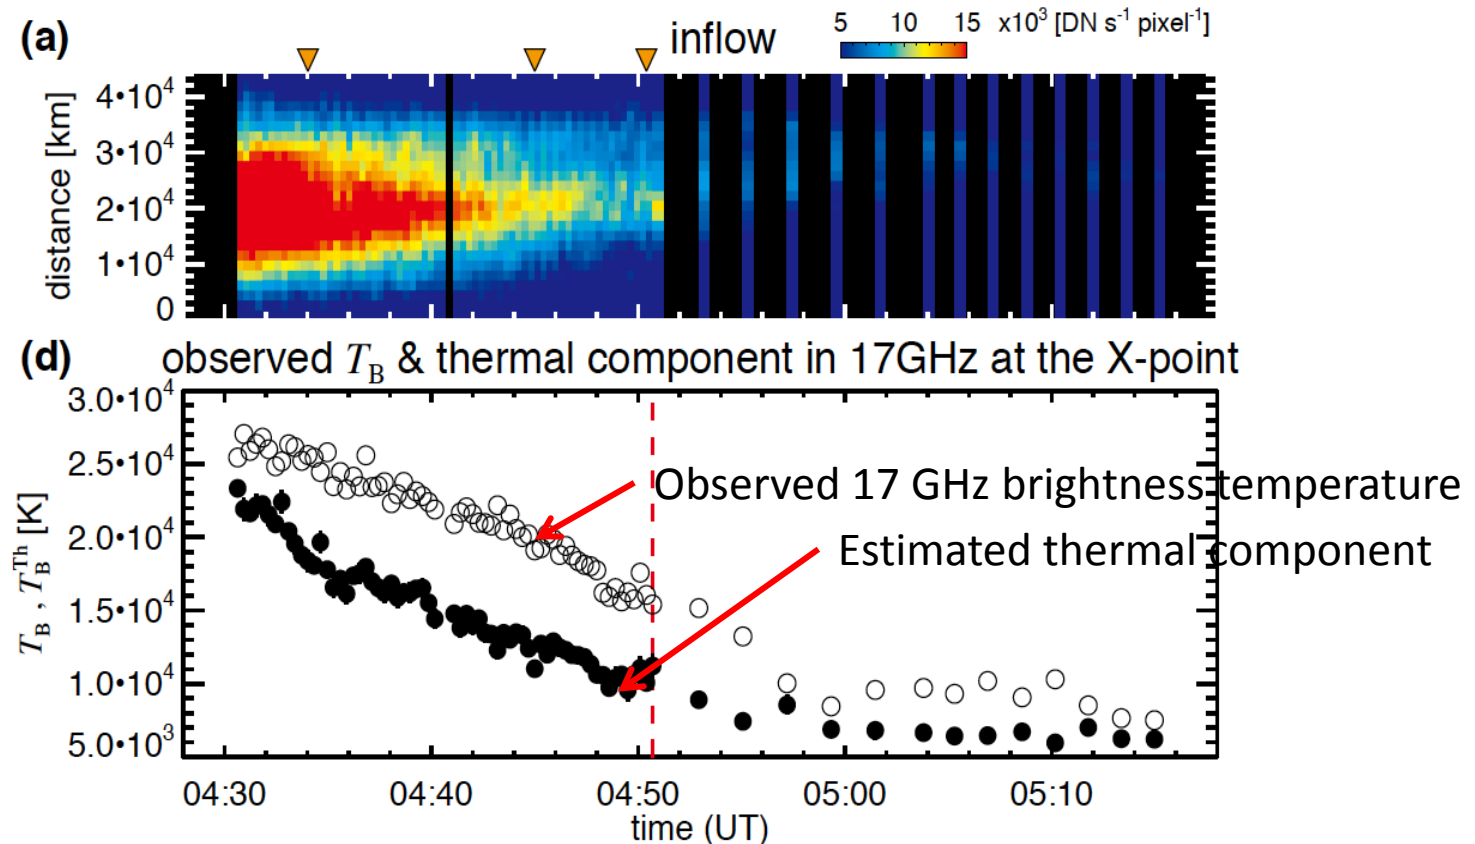 (a)
inflow
5 10 15 x10³ [DN s⁻¹ pixel⁻¹]
distance [km]
4•10⁴
3•10⁴
2•10⁴
1•10⁴
0
(d)
observed T_B & thermal component in 17GHz at the X-point
T_B , T_B^Th [K]
3.0•10⁴
2.5•10⁴
2.0•10⁴
1.5•10⁴
1.0•10⁴
5.0•10³
Observed 17 GHz brightness temperature
Estimated thermal component
04:30 04:40 04:50 05:00 05:10
time (UT)